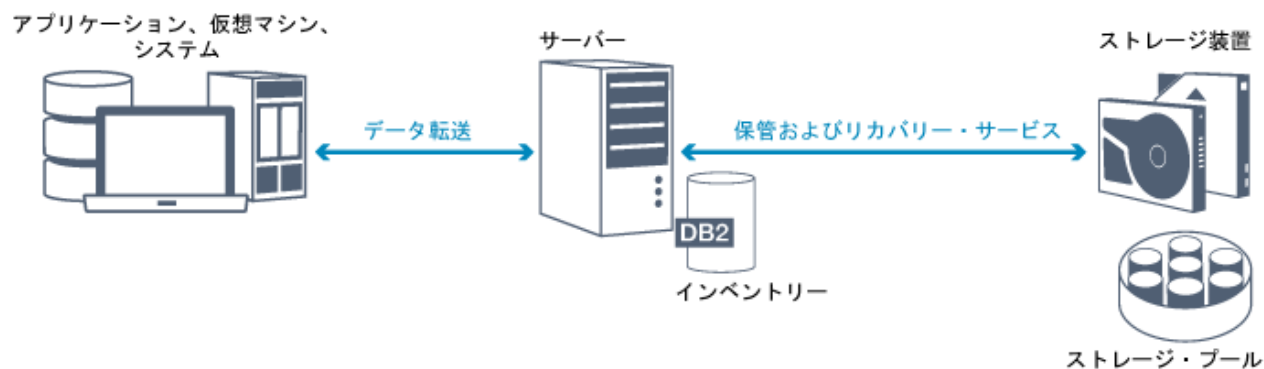 アプリケーション、仮想マシン、
システム
サーバー
ストレージ装置
データ転送
保管およびリカバリー・サービス
DB2
インベントリー
ストレージ・プール